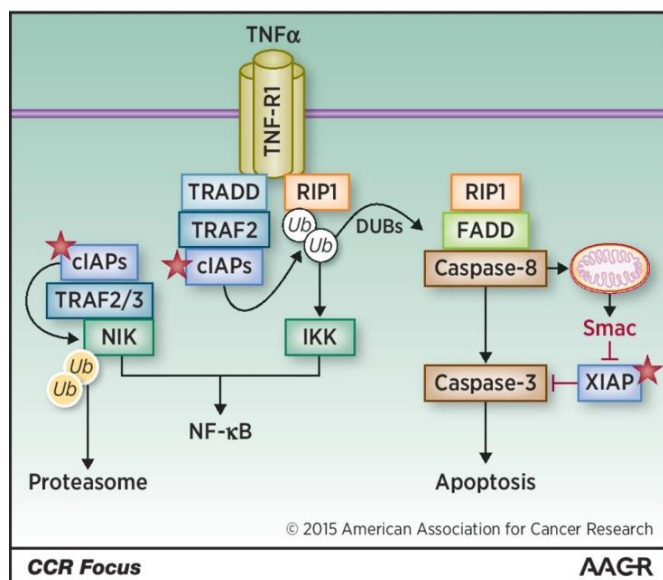 TNFα
TNF-R1
TRADD
RIP1
TRAF2
Ub
Ub
cIAPs
DUBs
RIP1
FADD
Caspase-8
cIAPs
TRAF2/3
NIK
Ub
Ub
IKK
Smac
Caspase-3
XIAP
NF-κB
Proteasome
Apoptosis
© 2015 American Association for Cancer Research
CCR Focus
AACR